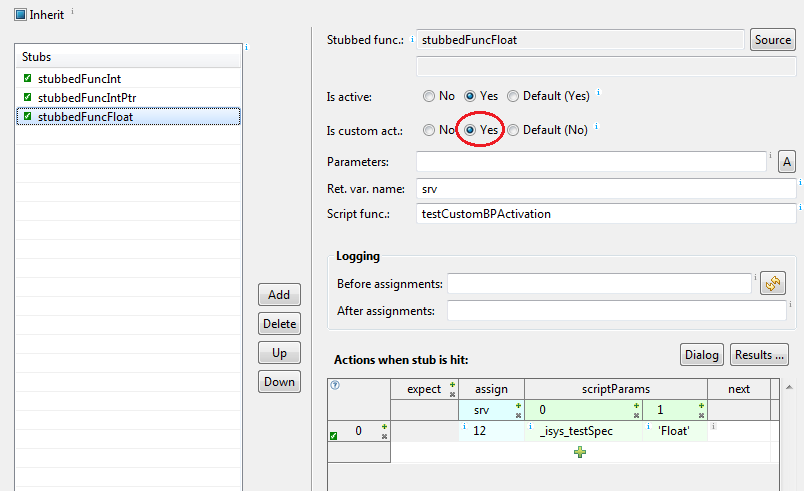 Inherit i
Stubs i
stubbedFuncInt
stubbedFuncIntPtr
stubbedFuncFloat
Add
Delete
Up
Down
Stubbed func.: i stubbedFuncFloat Source
Is active: No Yes Default (Yes) i
Is custom act.: No Yes Default (No) i
Parameters: i A
Ret. var. name: srv i
Script func.: testCustomBPActivation i
Logging
Before assignments: i
After assignments: i
Actions when stub is hit: Dialog Results ...
? expect assign scriptParams next
srv 0 1
0 i 12 i _isys_testSpec i 'Float' i